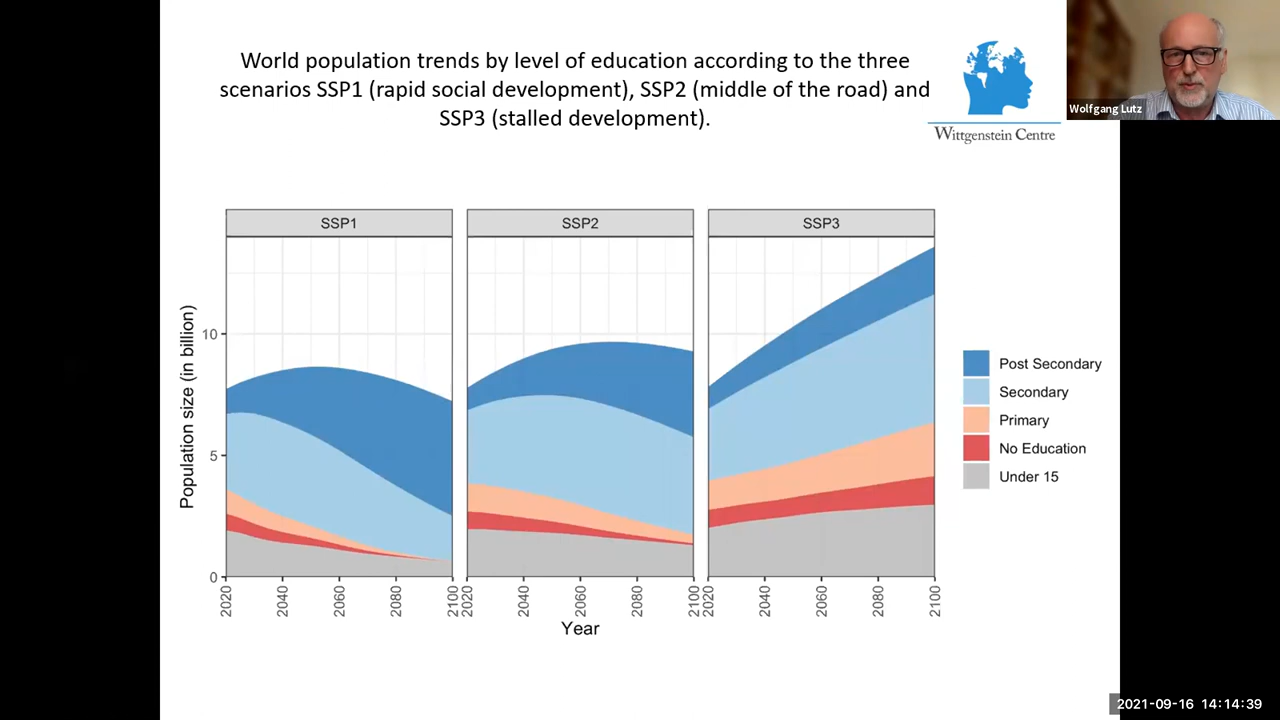 World population trends by level of education according to the three
scenarios SSP1 (rapid social development), SSP2 (middle of the road) and
SSP3 (stalled development).
Wittgenstein Centre
Wolfgang Lutz
SSP1
SSP2
SSP3
Population size (in billion)
10
5
0
2020
2040
2060
2080
2100
2020
2040
2060
2080
2100
2020
2040
2060
2080
2100
Year
Post Secondary
Secondary
Primary
No Education
Under 15
2021-09-16 14:14:39